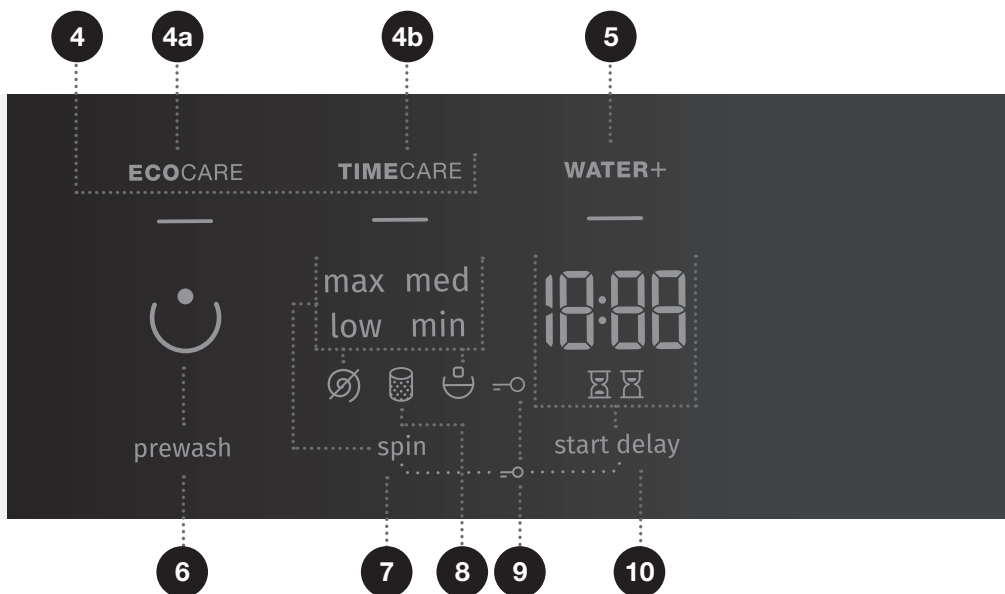 4 4a 4b 5
ECOCARE TIMECARE WATER+
max med 18:88
low min
prewash spin start delay
6 7 8 9 10